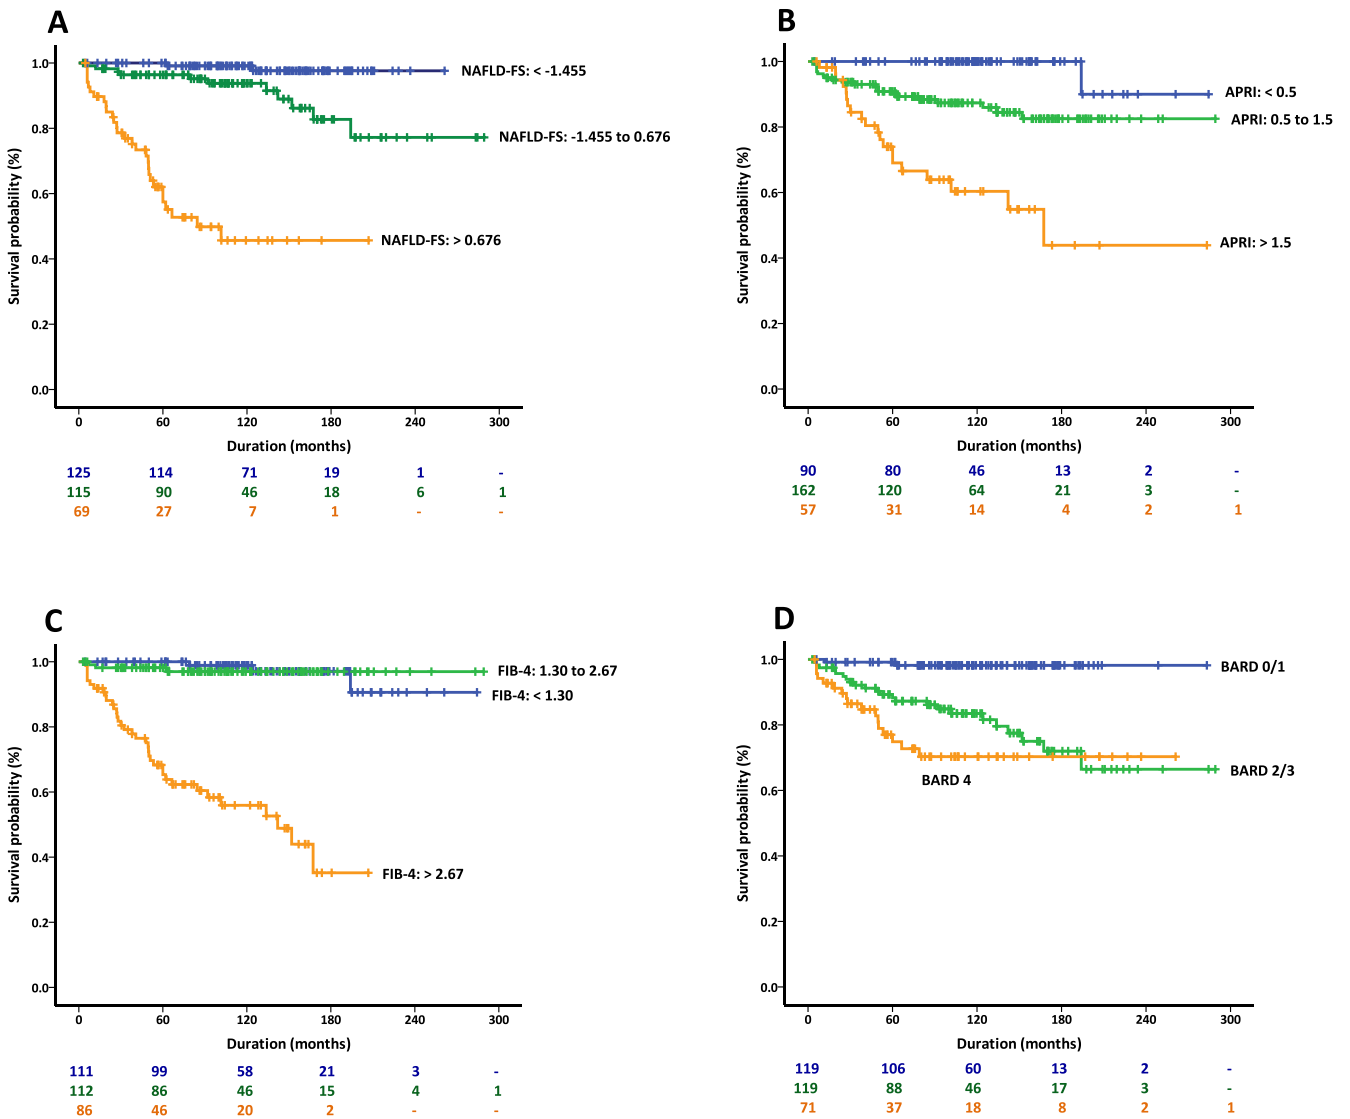 A
Survival probability (%)
1.0
0.8
0.6
0.4
0.2
0.0
NAFLD-FS: < -1.455
NAFLD-FS: -1.455 to 0.676
NAFLD-FS: > 0.676
0 60 120 180 240 300
Duration (months)
125 114 71 19 1 -
115 90 46 18 6 1
69 27 7 1 - -
B
Survival probability (%)
1.0
0.8
0.6
0.4
0.2
0.0
APRI: < 0.5
APRI: 0.5 to 1.5
APRI: > 1.5
0 60 120 180 240 300
Duration (months)
90 80 46 13 2 -
162 120 64 21 3 -
57 31 14 4 2 1
C
Survival probability (%)
1.0
0.8
0.6
0.4
0.2
0.0
FIB-4: 1.30 to 2.67
FIB-4: < 1.30
FIB-4: > 2.67
0 60 120 180 240 300
Duration (months)
111 99 58 21 3 -
112 86 46 15 4 1
86 46 20 2 - -
D
Survival probability (%)
1.0
0.8
0.6
0.4
0.2
0.0
BARD 0/1
BARD 2/3
BARD 4
0 60 120 180 240 300
Duration (months)
119 106 60 13 2 -
119 88 46 17 3 -
71 37 18 8 2 1